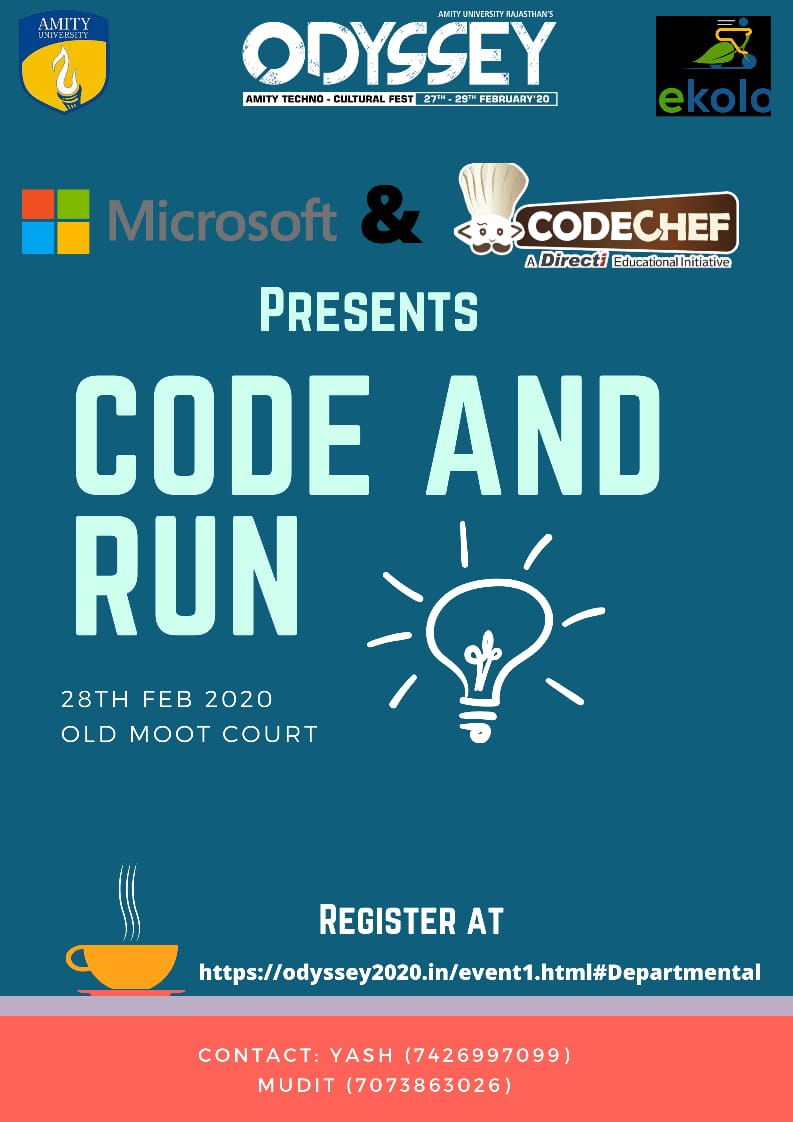 AMITY
UNIVERSITY
AMITY UNIVERSITY RAJASTHAN'S
ODYSSEY
AMITY TECHNO - CULTURAL FEST 27TH - 29TH FEBRUARY'20
ekolo
Microsoft & CODECHEF
A Directi Educational Initiative
PRESENTS
CODE AND
RUN
28TH FEB 2020
OLD MOOT COURT
REGISTER AT
https://odyssey2020.in/event1.html#Departmental
CONTACT: YASH (7426997099)
MUDIT (7073863026)